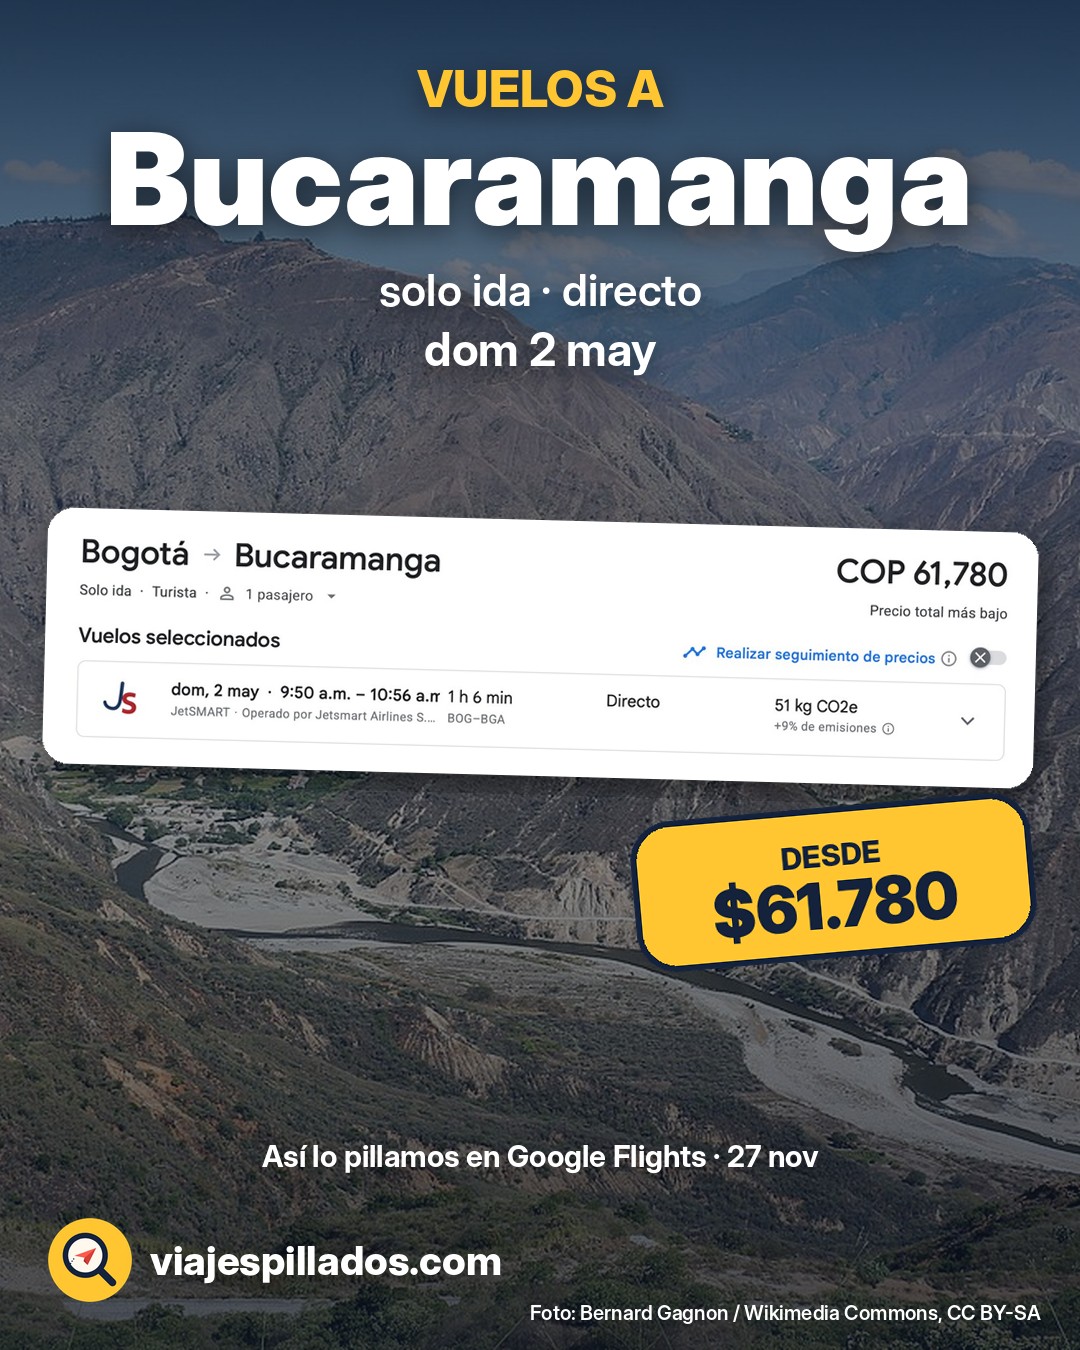 VUELOS A
Bucaramanga
solo ida · directo
dom 2 may
Bogotá → Bucaramanga
COP 61,780
Solo ida · Turista · 1 pasajero
Precio total más bajo
Vuelos seleccionados
Realizar seguimiento de precios
JS
dom, 2 may · 9:50 a.m. – 10:56 a.m 1 h 6 min
Directo
51 kg CO2e
JetSMART · Operado por Jetsmart Airlines S.... BOG–BGA
+9% de emisiones
DESDE
$61.780
Así lo pillamos en Google Flights · 27 nov
viajespillados.com
Foto: Bernard Gagnon / Wikimedia Commons, CC BY-SA